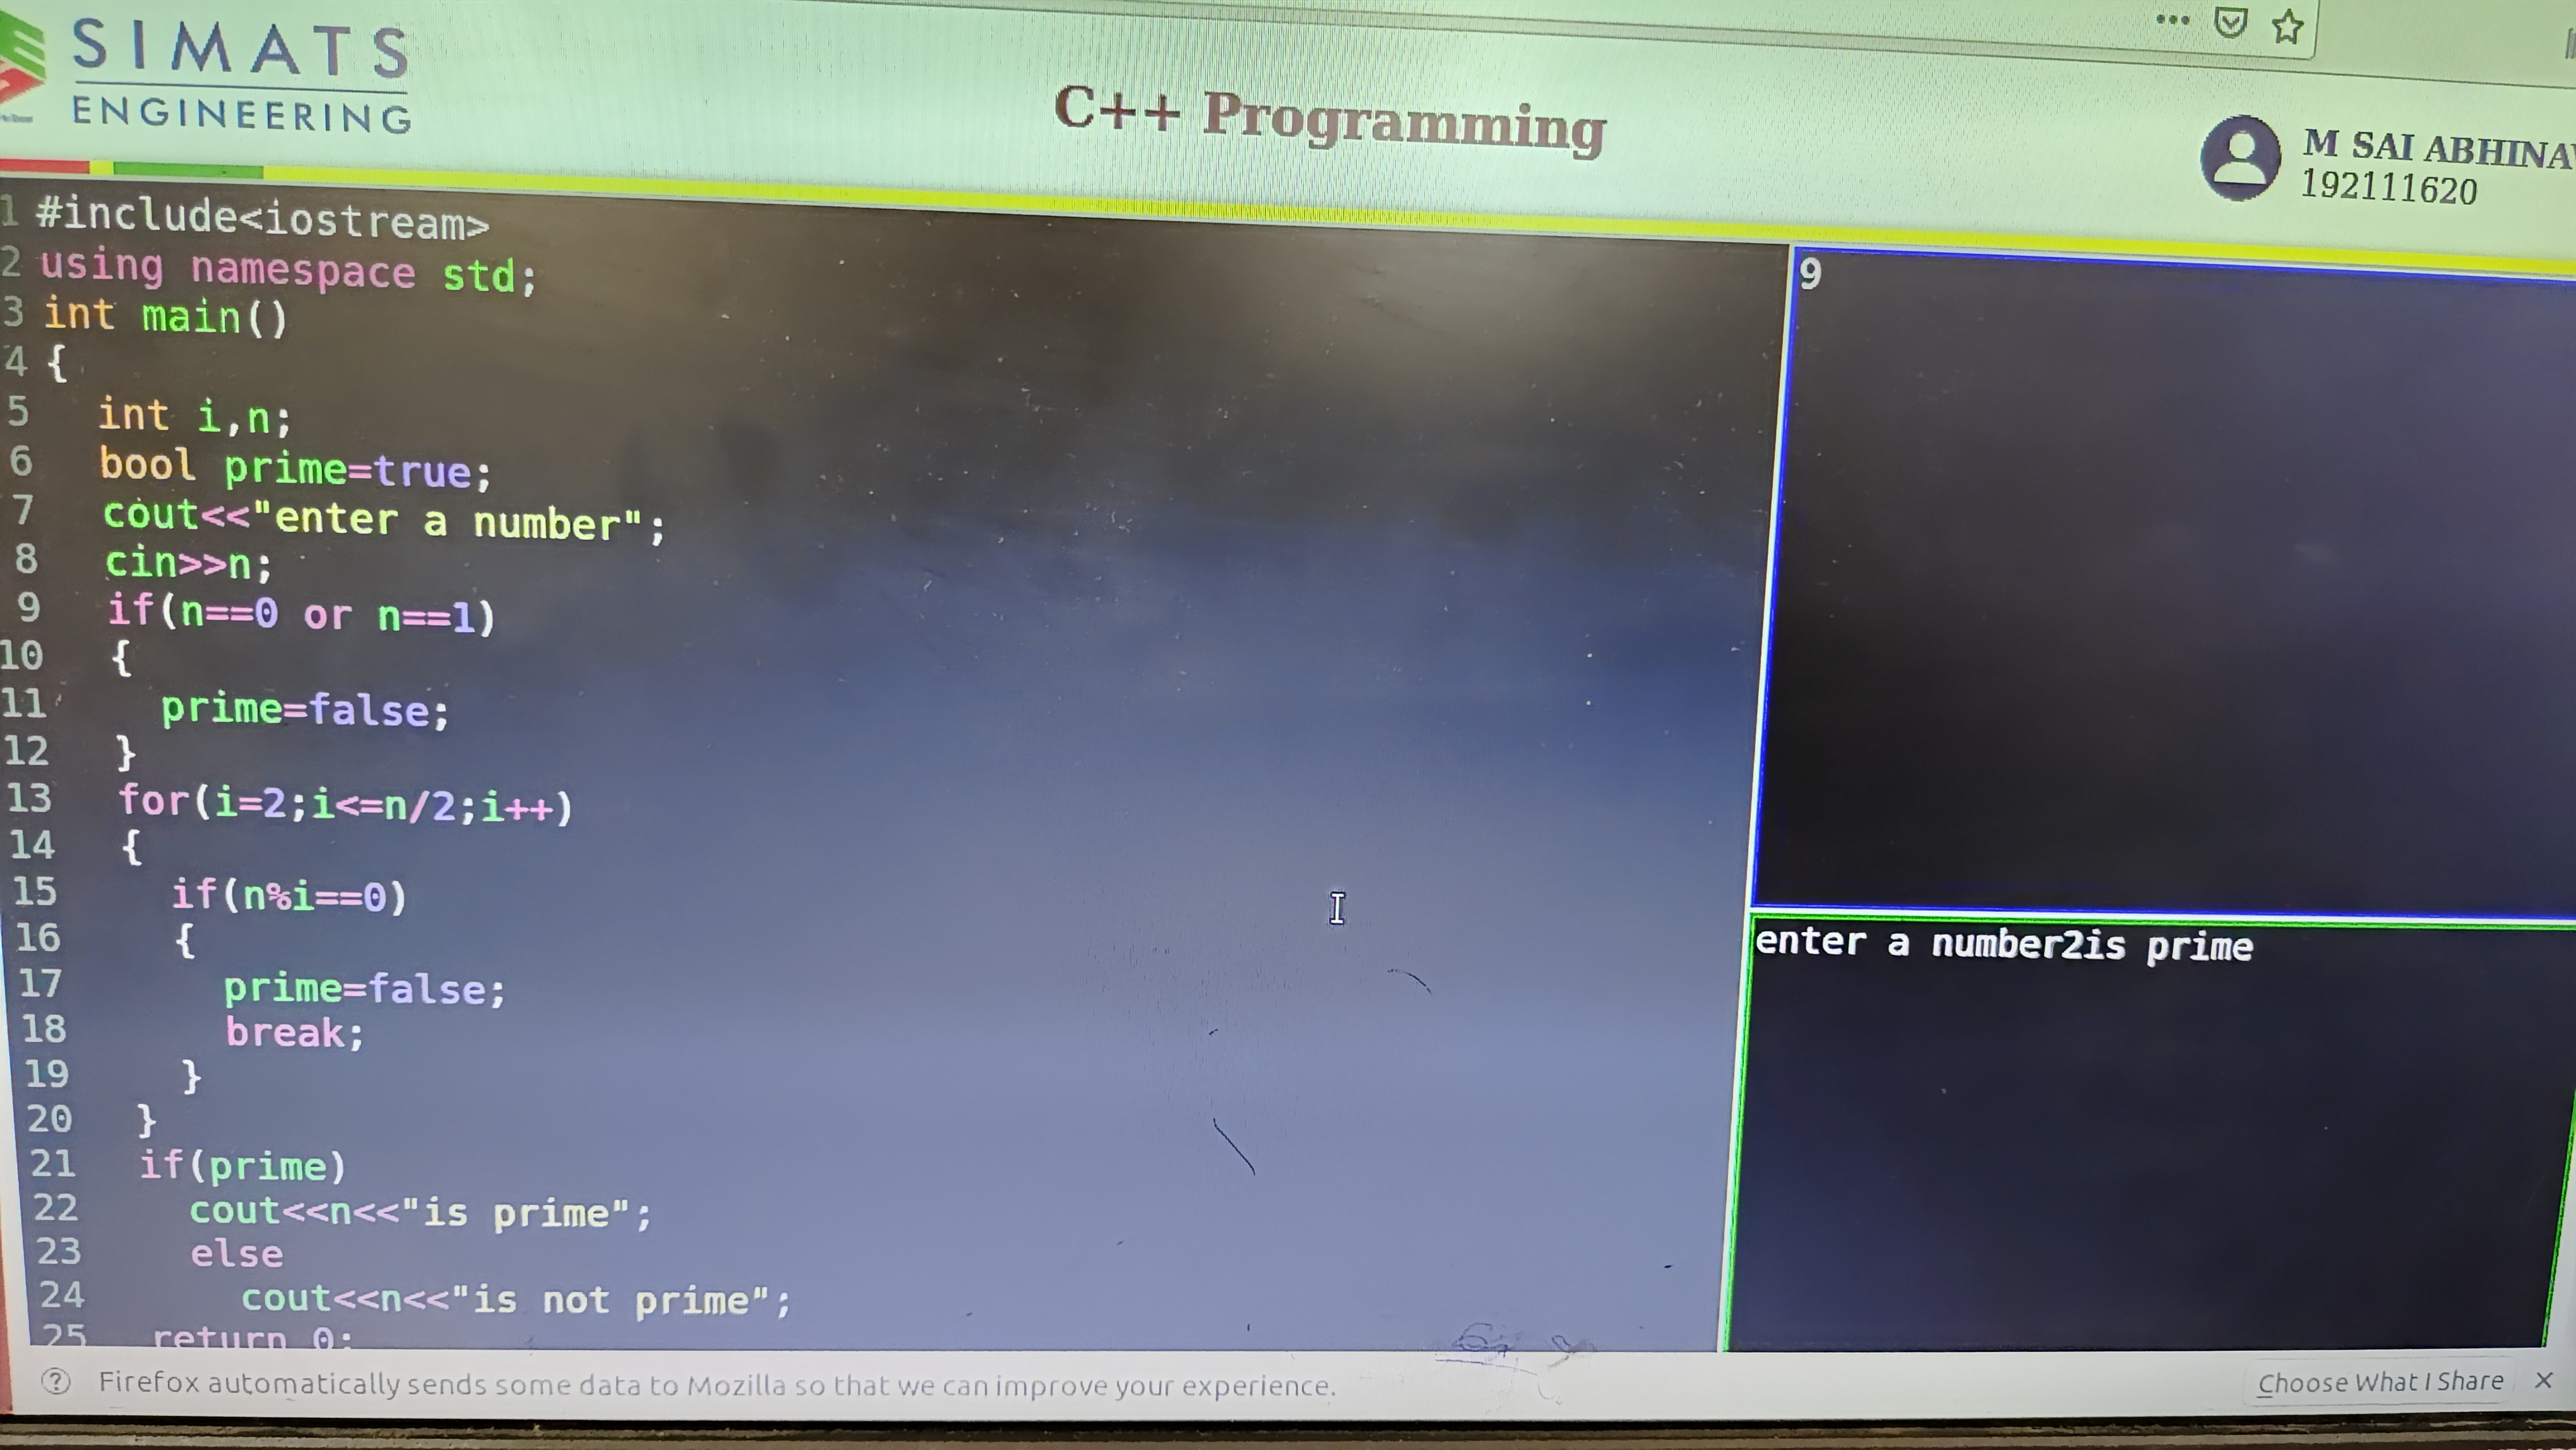 SIMATS
ENGINEERING
C++ Programming
M SAI ABHINAV
192111620
1 #include<iostream>
2 using namespace std;
3 int main()
4 {
5 int i,n;
6 bool prime=true;
7 cout<<"enter a number";
8 cin>>n;
9 if(n==0 or n==1)
10 {
11 prime=false;
12 }
13 for(i=2;i<=n/2;i++)
14 {
15 if(n%i==0)
16 {
17 prime=false;
18 break;
19 }
20 }
21 if(prime)
22 cout<<n<<"is prime";
23 else
24 cout<<n<<"is not prime";
25 return 0;
9
enter a number2is prime
Firefox automatically sends some data to Mozilla so that we can improve your experience.
Choose What I Share